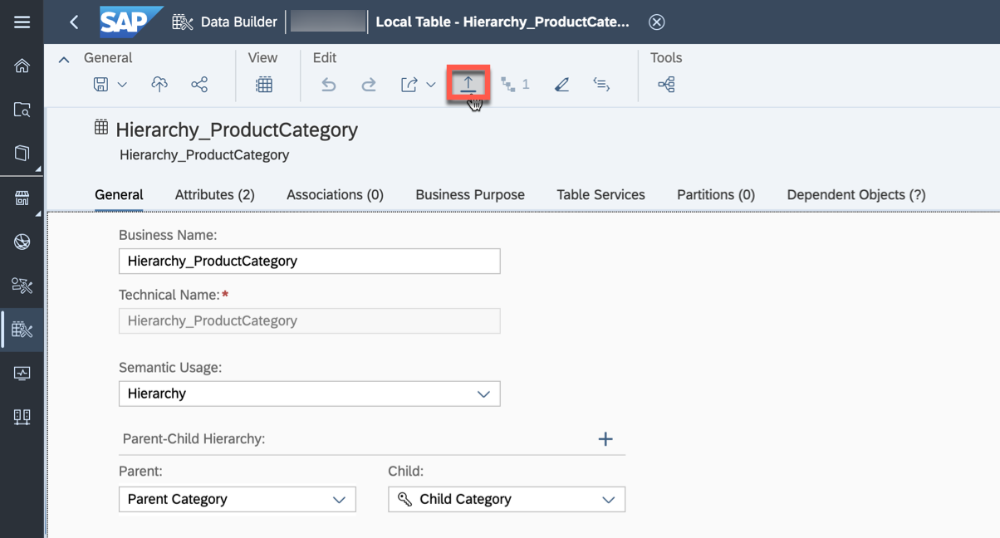 SAP Data Builder Local Table - Hierarchy_ProductCate...
General View Edit Tools
1
Hierarchy_ProductCategory
Hierarchy_ProductCategory
General Attributes (2) Associations (0) Business Purpose Table Services Partitions (0) Dependent Objects (?)
Business Name:
Hierarchy_ProductCategory
Technical Name:*
Hierarchy_ProductCategory
Semantic Usage:
Hierarchy
Parent-Child Hierarchy:
Parent: Child:
Parent Category Child Category